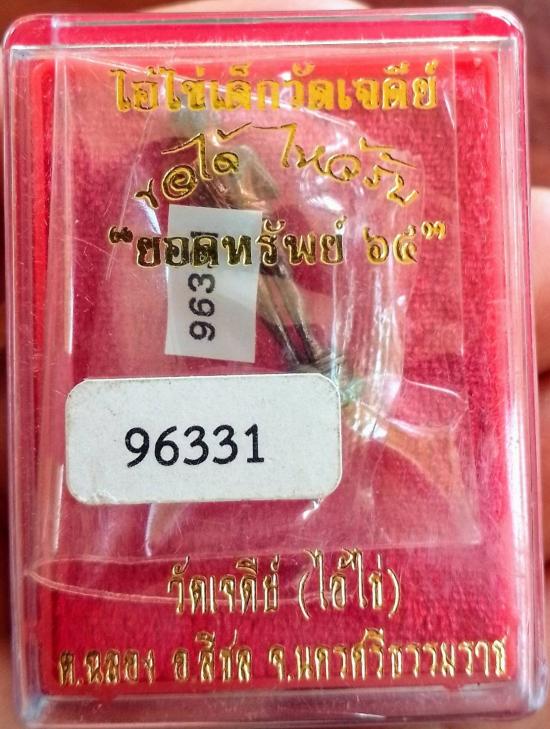 ไอ้ไข่เด็กวัดเจดีย์
ขอได้ ไหว้รับ
“ยอดทรัพย์ ๖๕”
963
96331
วัดเจดีย์ (ไอ้ไข่)
ต.ฉลอง อ.สิชล จ.นครศรีธรรมราช